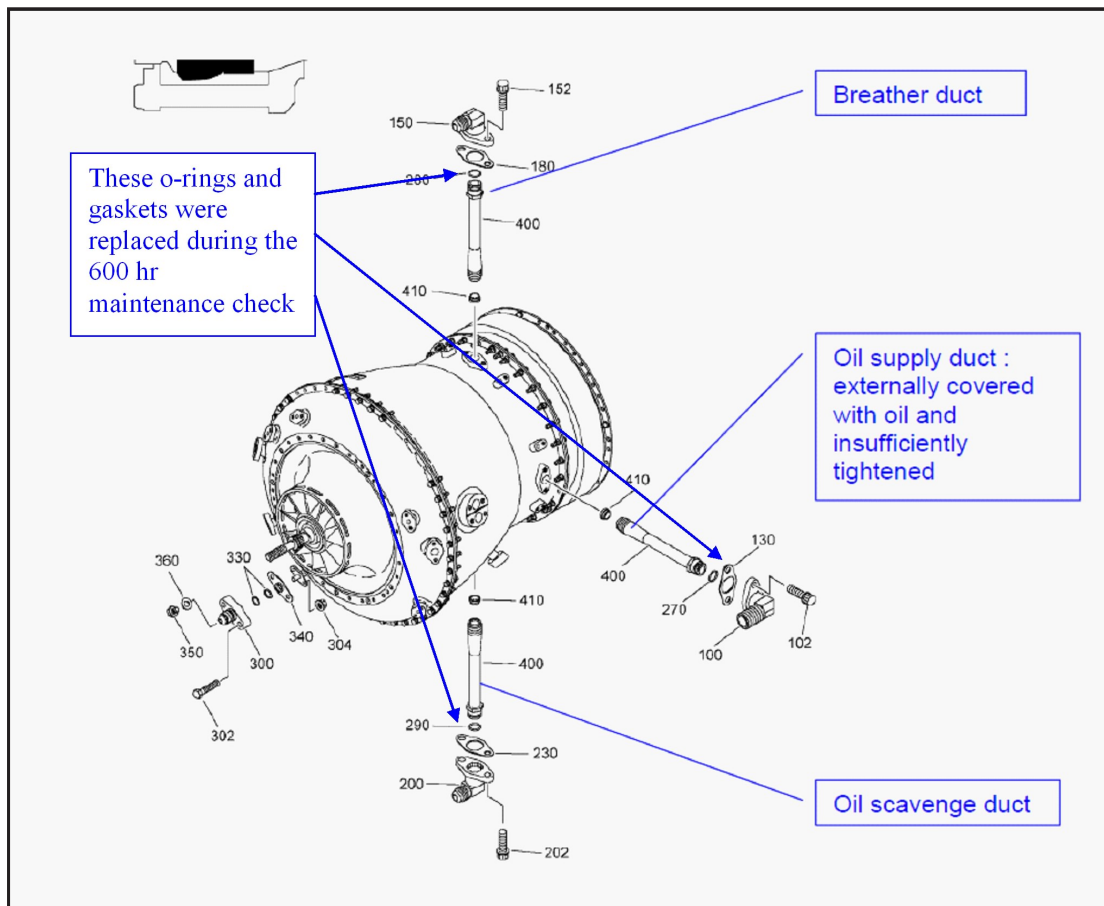 152
150
Breather duct
180
These o-rings and
gaskets were
replaced during the
600 hr
maintenance check
400
410
Oil supply duct :
externally covered
with oil and
insufficiently
tightened
410
130
400
360
330
270
410
340
304
100
102
350
300
400
302
290
230
200
Oil scavenge duct
202